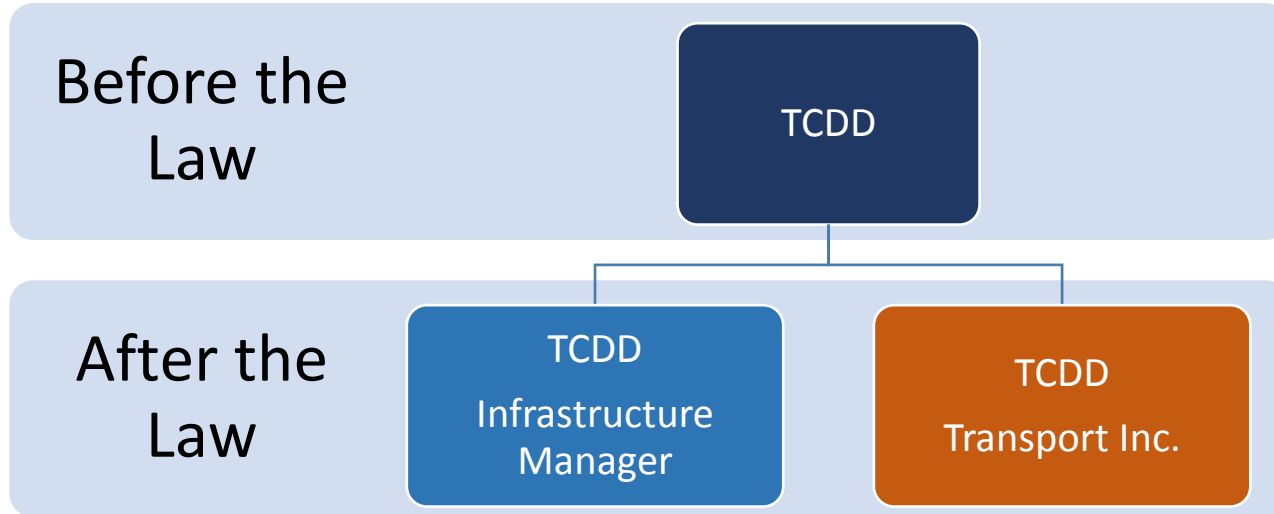 Before the
Law
TCDD
After the
Law
TCDD
Infrastructure
Manager
TCDD
Transport Inc.